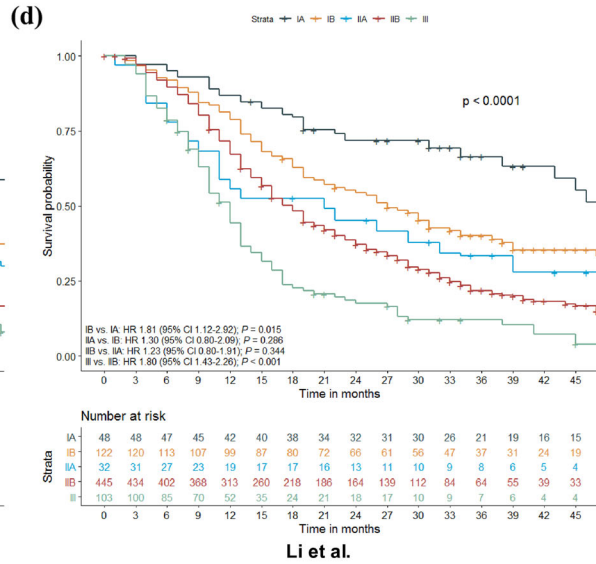 (d)
Strata IA IB IIA IIB III
1.00
0.75
0.50
0.25
0.00
Survival probability
p < 0.0001
IB vs. IA: HR 1.81 (95% CI 1.12-2.92); P = 0.015
IIA vs. IB: HR 1.30 (95% CI 0.80-2.09); P = 0.286
IIB vs. IIA: HR 1.23 (95% CI 0.80-1.91); P = 0.344
III vs. IIB: HR 1.80 (95% CI 1.43-2.26); P < 0.001
0 3 6 9 12 15 18 21 24 27 30 33 36 39 42 45
Time in months
Number at risk
Strata
IA 48 48 47 45 42 40 38 34 32 31 30 26 21 19 16 15
IB 122 120 113 107 99 87 80 72 66 61 56 47 37 31 24 19
IIA 32 31 27 23 19 17 17 16 13 11 10 9 8 6 5 4
IIB 445 434 402 368 313 260 218 186 164 139 112 84 64 55 39 33
III 103 100 85 70 52 35 24 21 18 17 10 9 7 6 4 4
0 3 6 9 12 15 18 21 24 27 30 33 36 39 42 45
Time in months
Li et al.